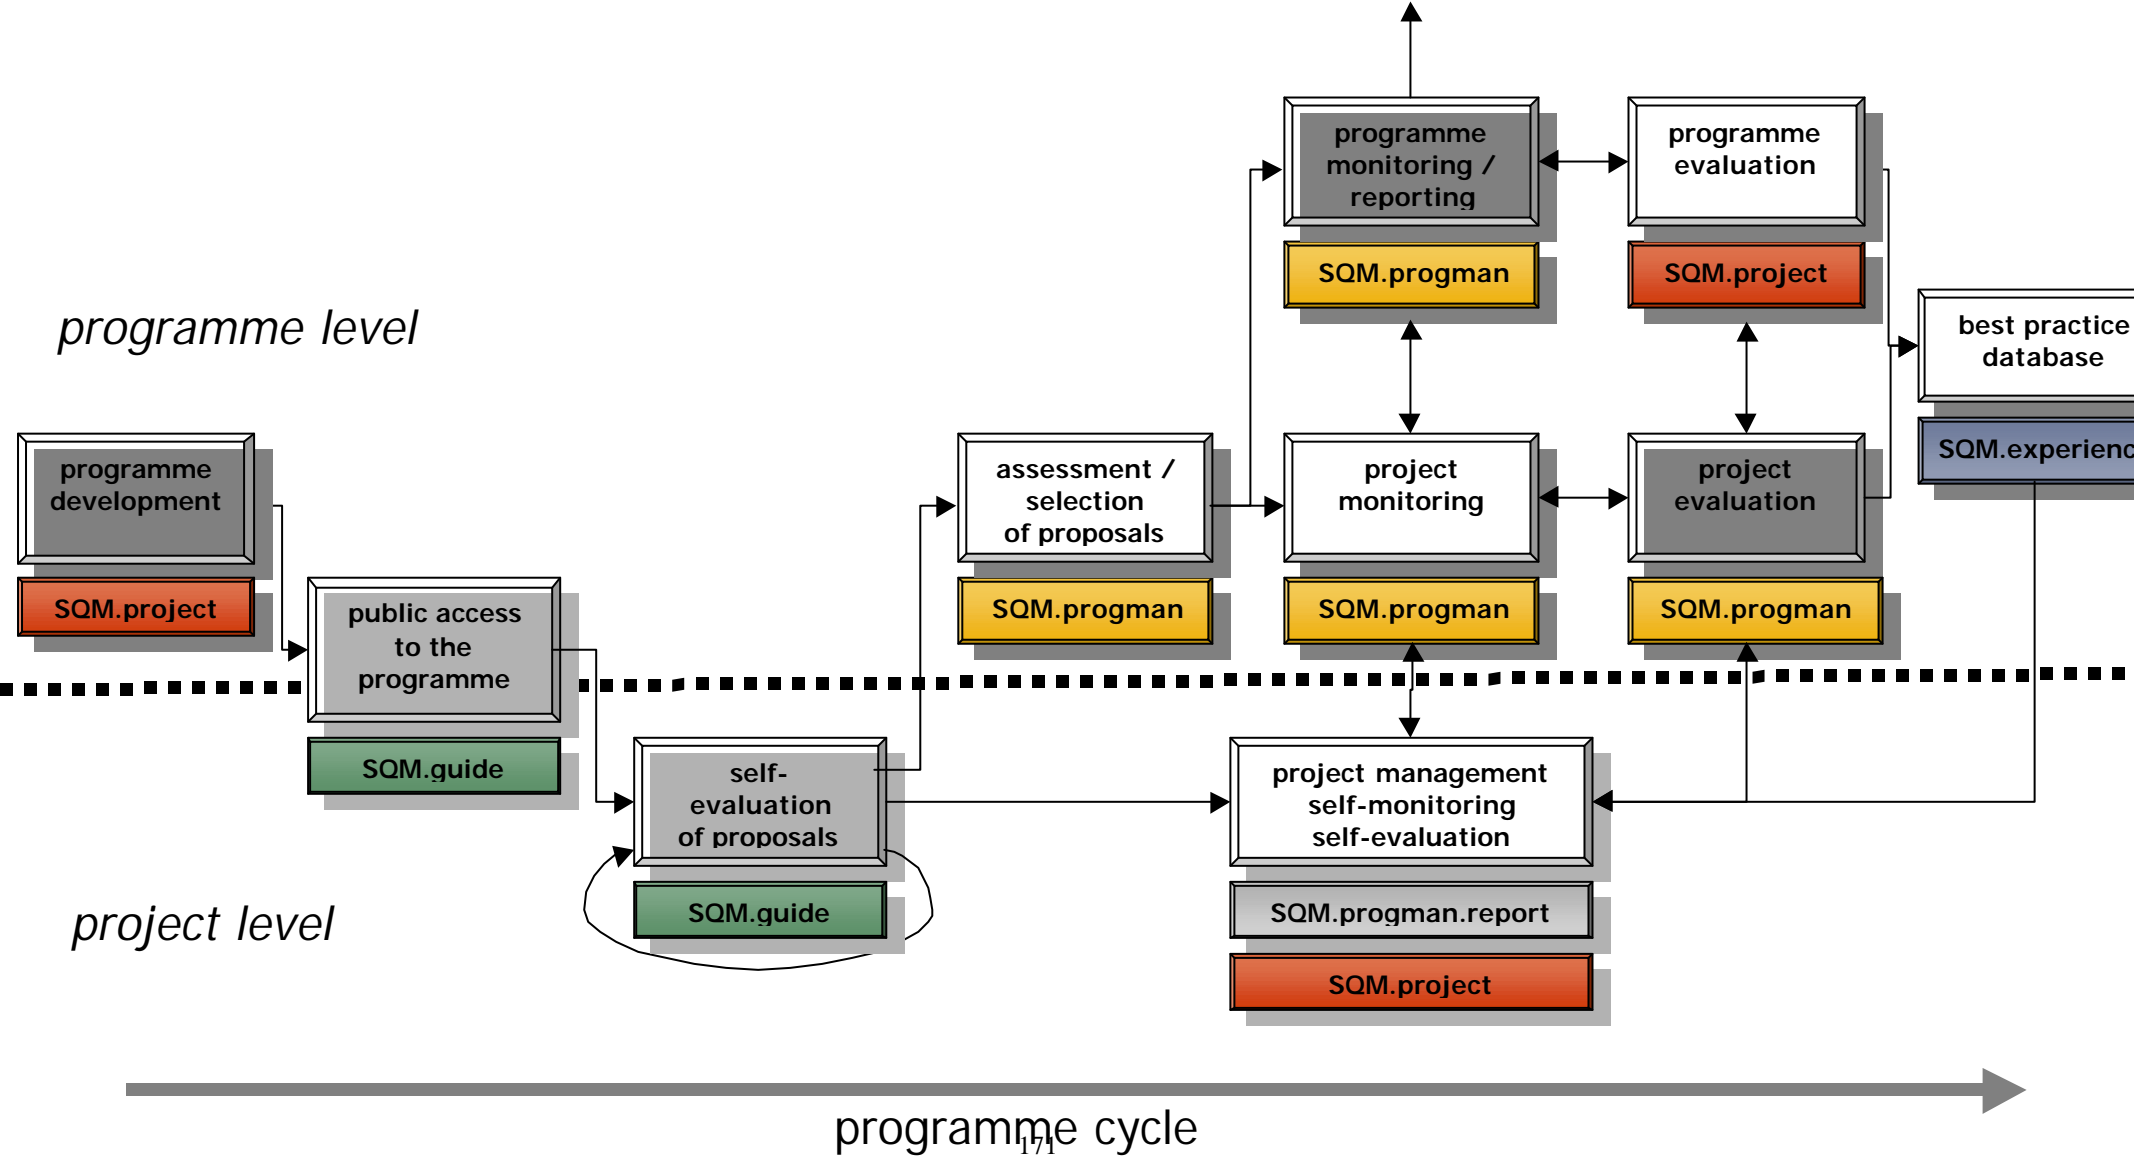 programme
monitoring /
reporting
SQM.progman
programme
evaluation
SQM.project
programme level
best practice
database
SQM.experienc
programme
development
SQM.project
assessment /
selection
of proposals
SQM.progman
project
monitoring
SQM.progman
project
evaluation
SQM.progman
public access
to the
programme
SQM.guide
self-
evaluation
of proposals
SQM.guide
project management
self-monitoring
self-evaluation
SQM.progman.report
SQM.project
project level
programme cycle
171